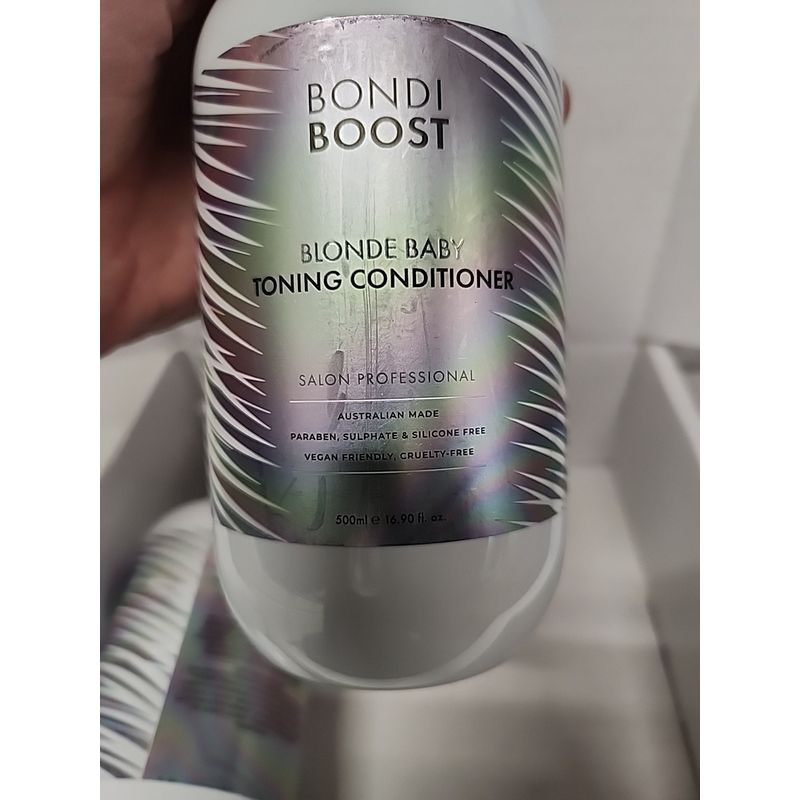 BONDI
BOOST
BLONDE BABY
TONING CONDITIONER
SALON PROFESSIONAL
AUSTRALIAN MADE
PARABEN, SULPHATE & SILICONE FREE
VEGAN FRIENDLY, CRUELTY-FREE
500ml e 16.90 fl. oz.